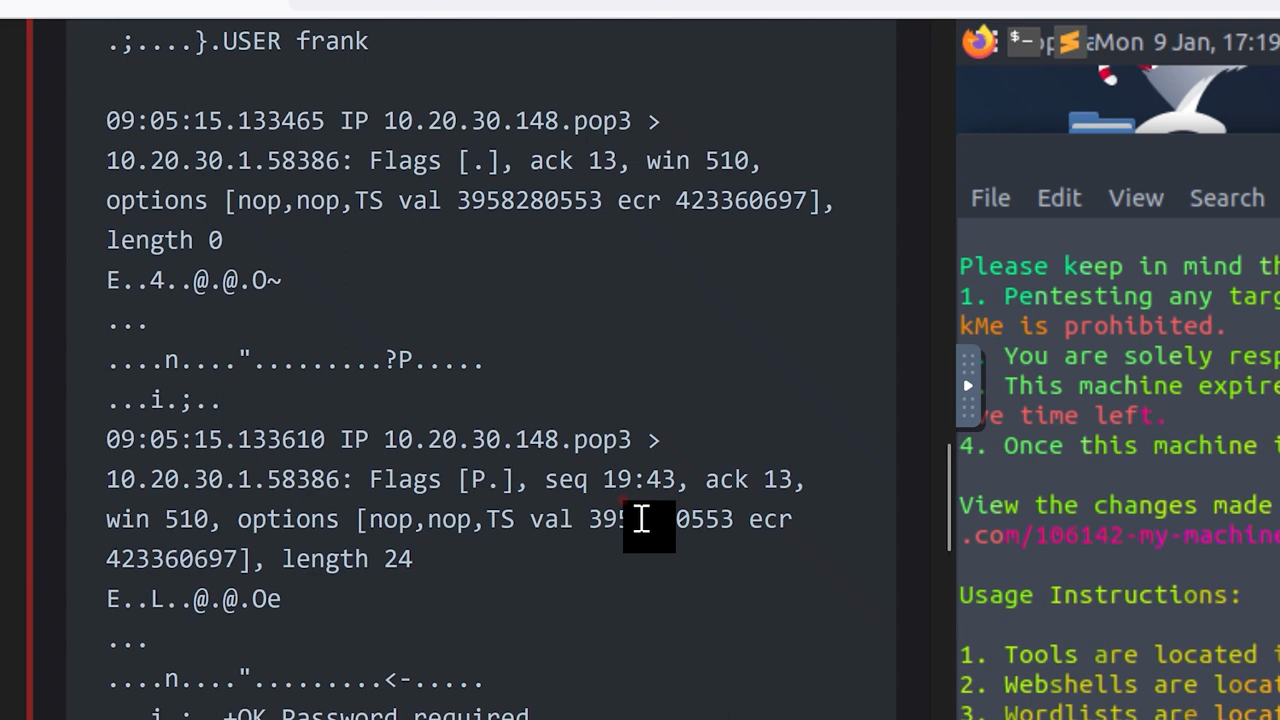 .;....}.USER frank
09:05:15.133465 IP 10.20.30.148.pop3 >
10.20.30.1.58386: Flags [.], ack 13, win 510,
options [nop,nop,TS val 3958280553 ecr 423360697],
length 0
E..4..@.@.O~
...
....n....".........?P.....
...i.;..
09:05:15.133610 IP 10.20.30.148.pop3 >
10.20.30.1.58386: Flags [P.], seq 19:43, ack 13,
win 510, options [nop,nop,TS val 395 0553 ecr
423360697], length 24
E..L..@.@.Oe
...
....n....".........<-.....
+OK Password required
Mon 9 Jan, 17:19
File Edit View Search
Please keep in mind th
1. Pentesting any targ
kMe is prohibited.
You are solely resp
This machine expire
ve time left.
4. Once this machine i
View the changes made
.com/106142-my-machine
Usage Instructions:
1. Tools are located i
2. Webshells are locat
3. Wordlists are locat